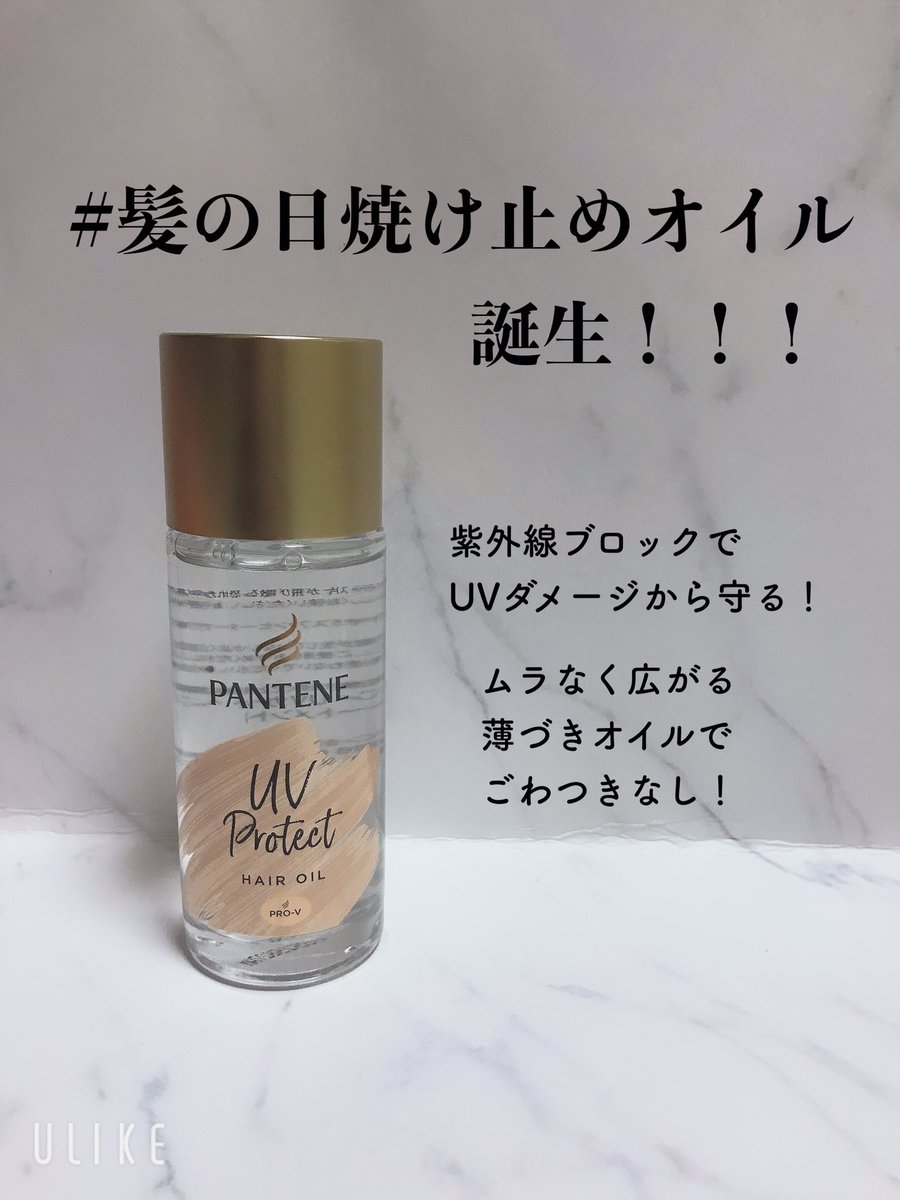 #髪の日焼け止めオイル
誕生！！！
紫外線ブロックで
UVダメージから守る！
ムラなく広がる
薄づきオイルで
ごわつきなし！
PANTENE
UV
Protect
HAIR OIL
PRO-V
ULIKE